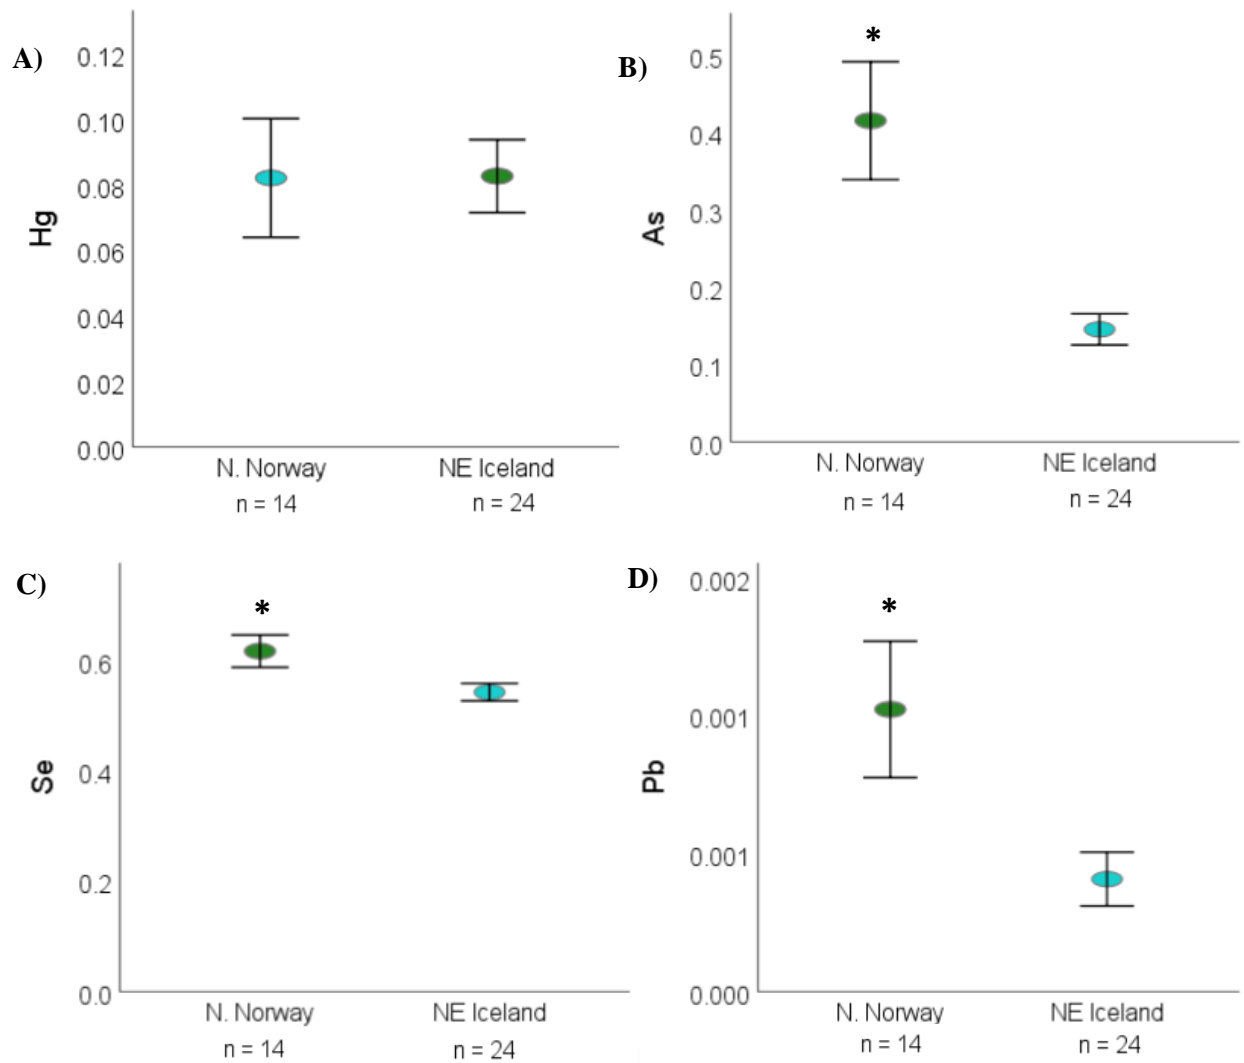 A)
Hg
0.12
0.10
0.08
0.06
0.04
0.02
0.00
N. Norway
NE Iceland
n = 14
n = 24
B)
*
As
0.5
0.4
0.3
0.2
0.1
0.0
N. Norway
NE Iceland
n = 14
n = 24
C)
*
Se
0.6
0.4
0.2
0.0
N. Norway
NE Iceland
n = 14
n = 24
D)
*
Pb
0.002
0.001
0.001
0.000
N. Norway
NE Iceland
n = 14
n = 24